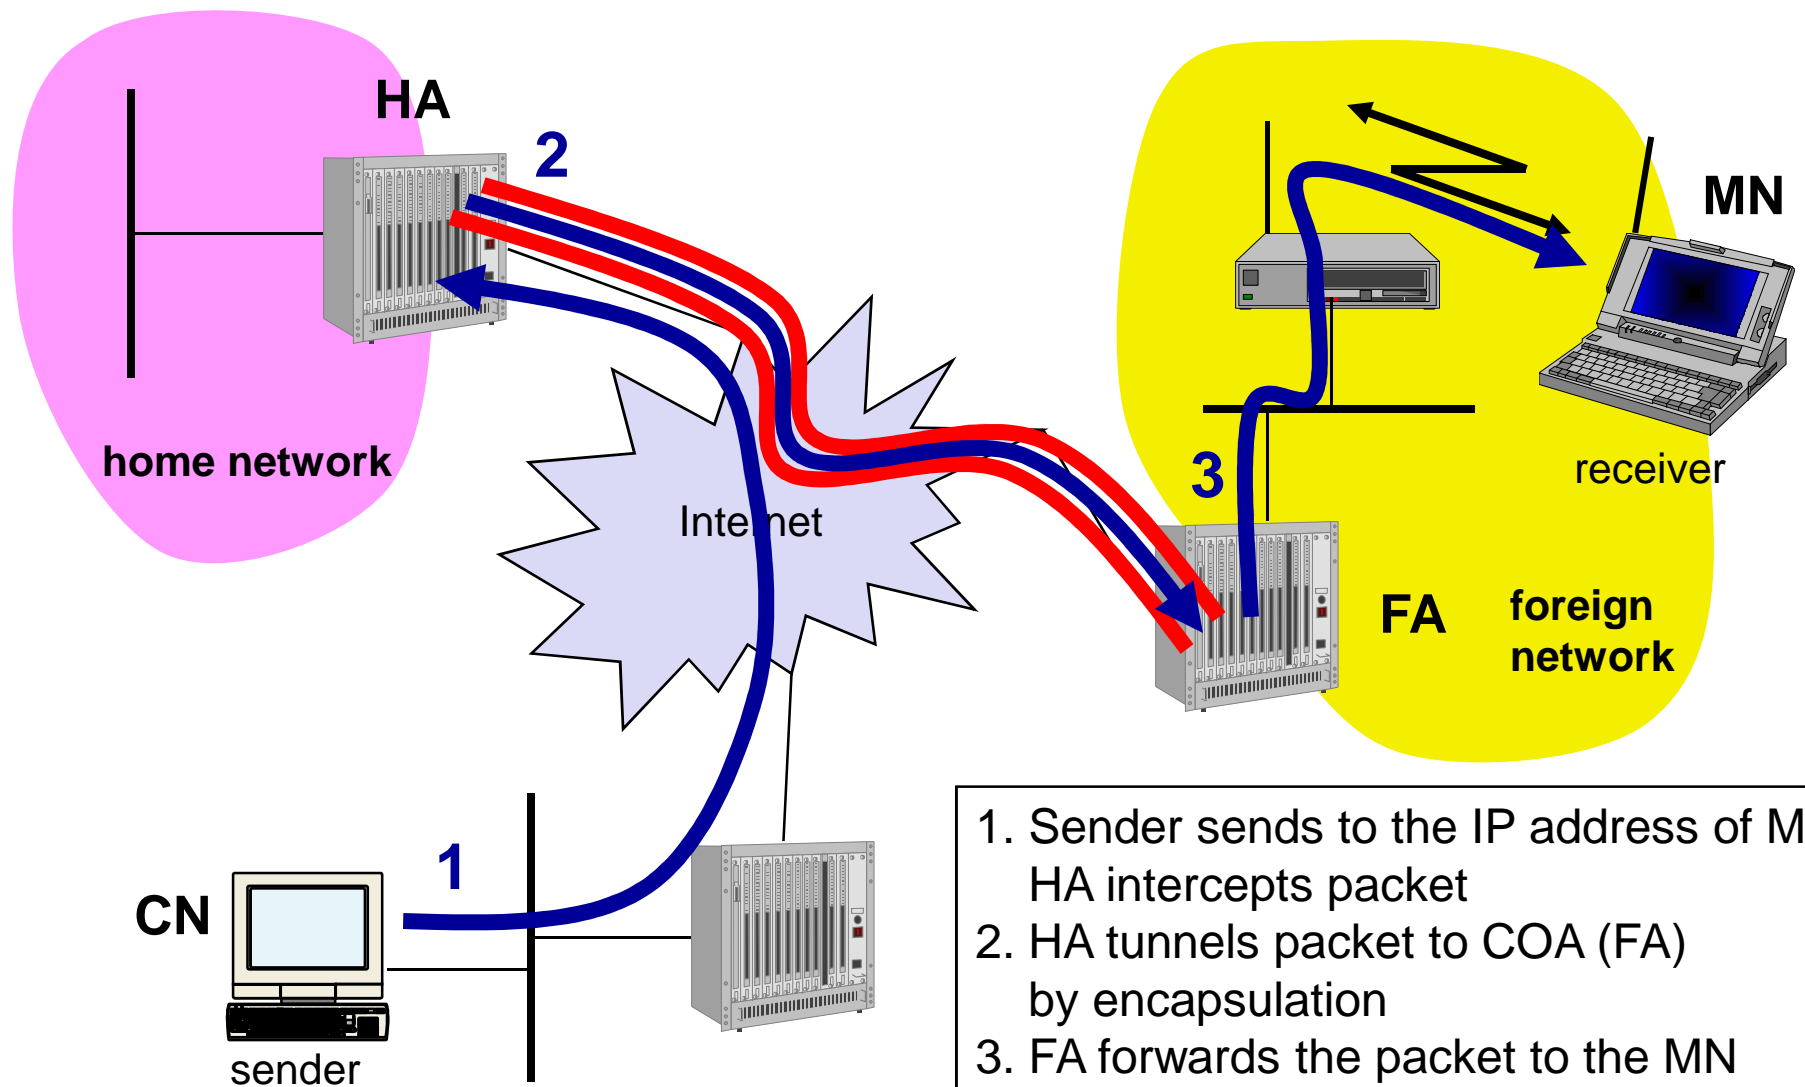 HA
2
MN
home network
3
receiver
Internet
FA
foreign
network
1
CN
sender
1. Sender sends to the IP address of M
HA intercepts packet
2. HA tunnels packet to COA (FA)
by encapsulation
3. FA forwards the packet to the MN